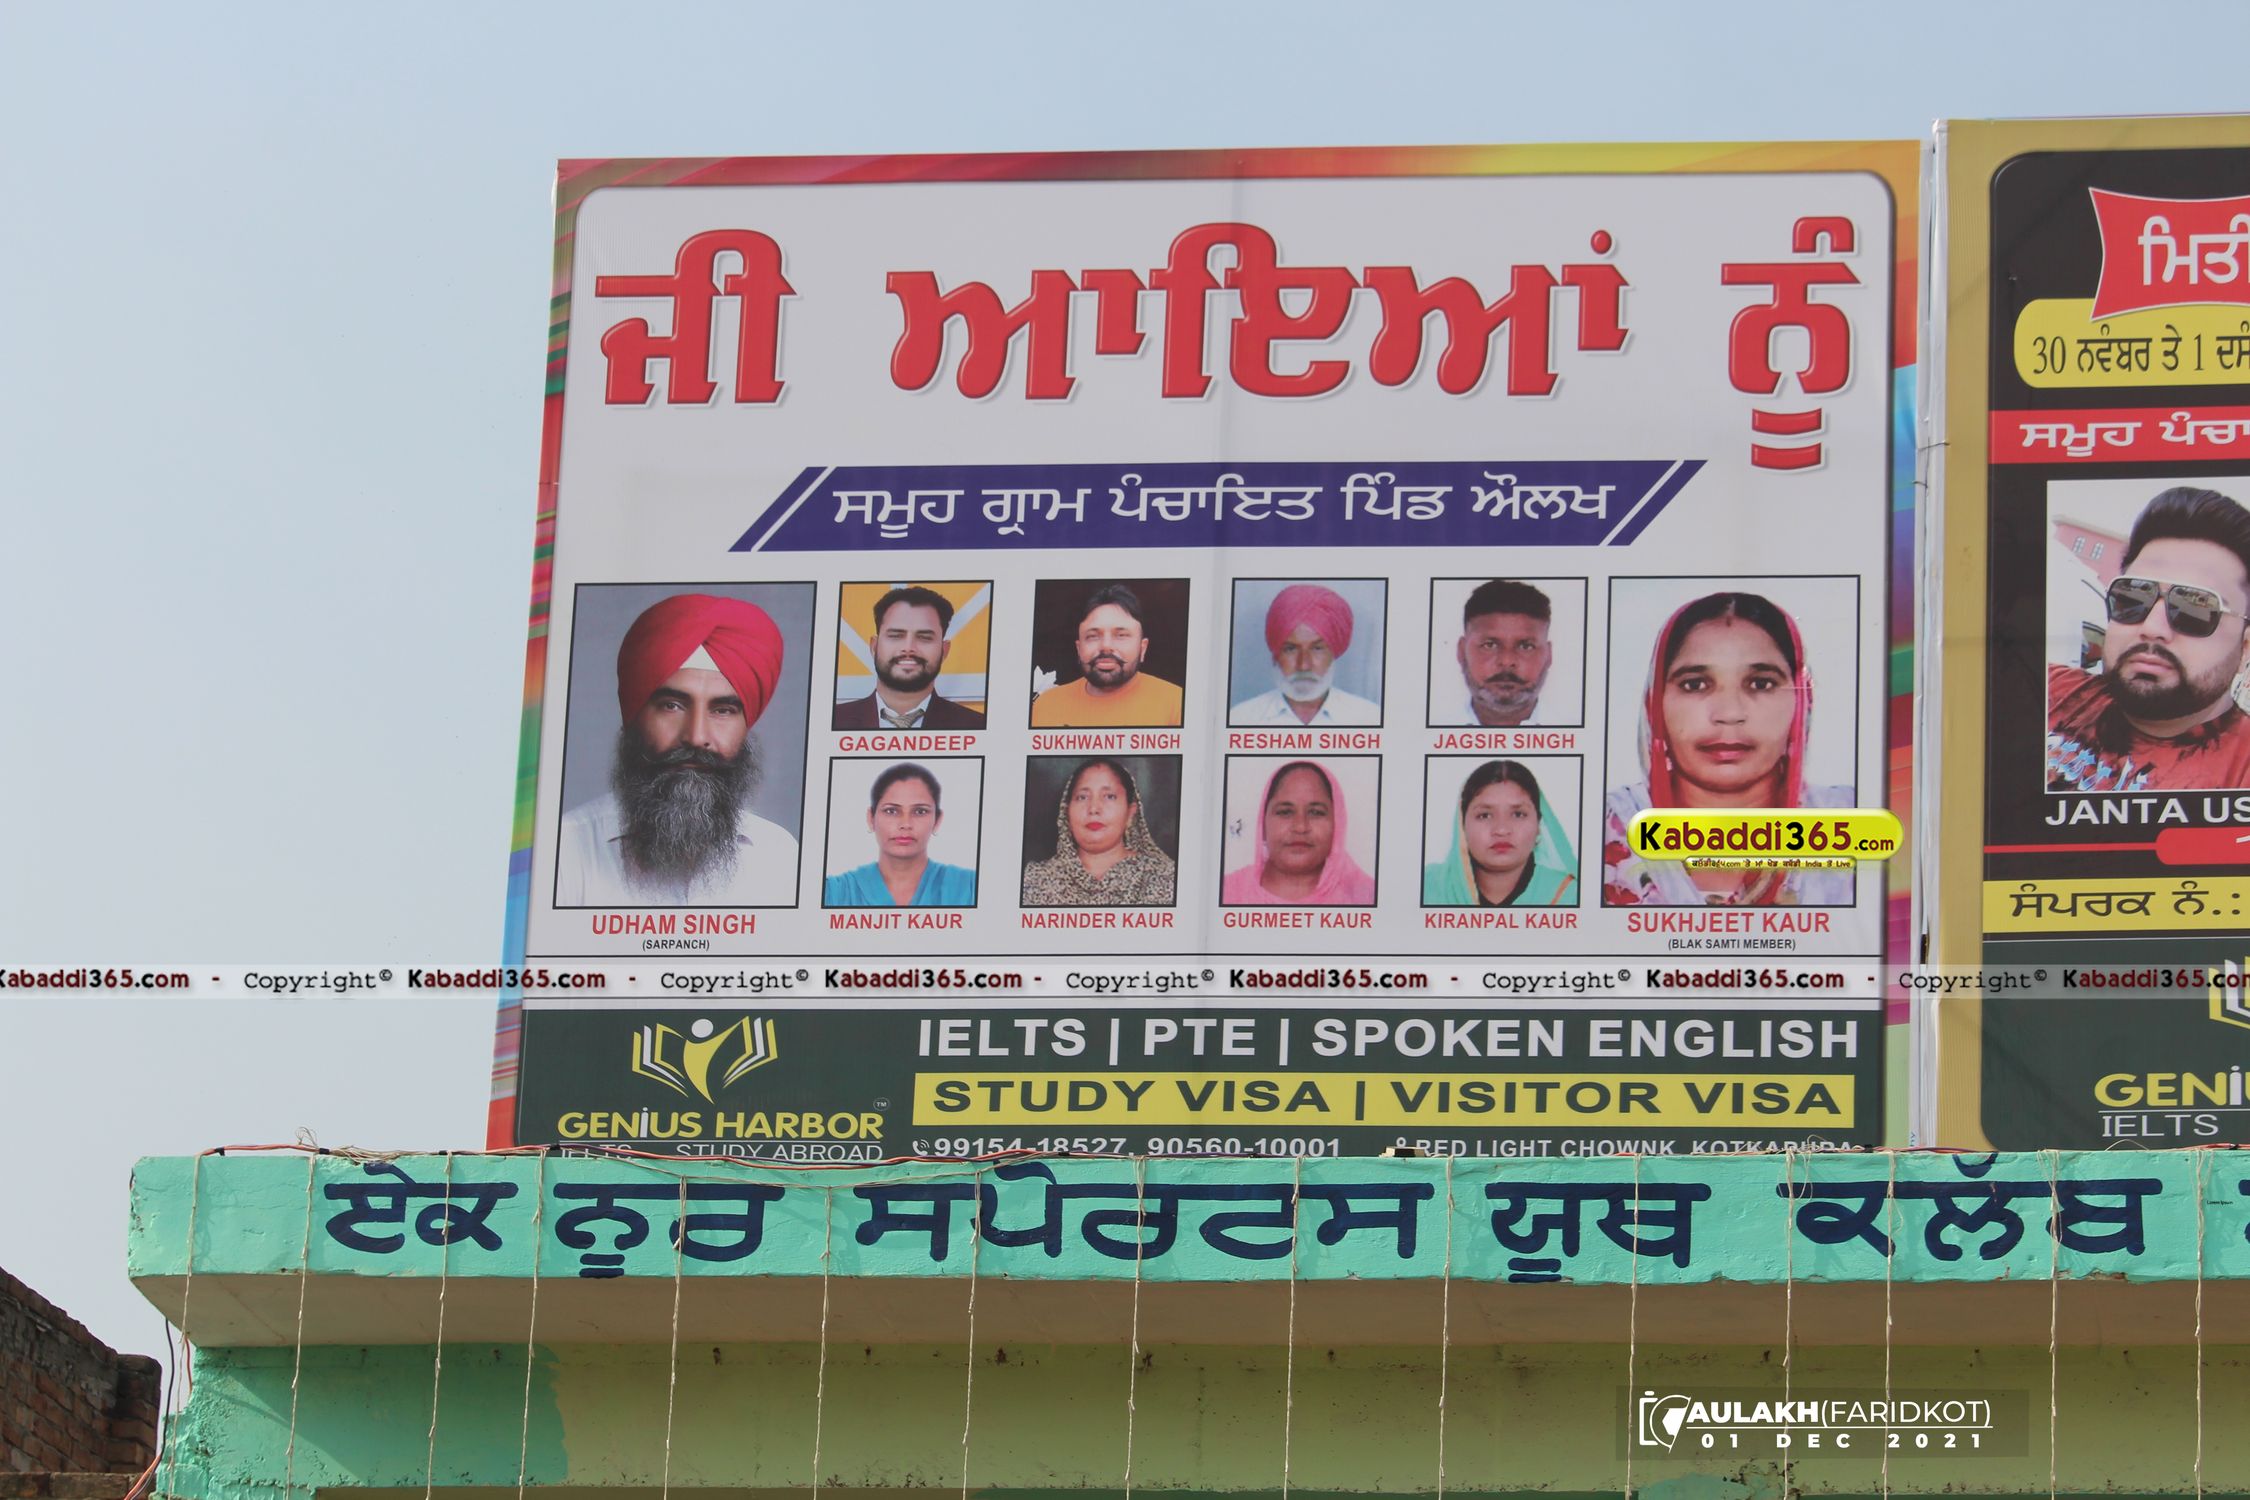 ਜੀ ਆਇਆਂ ਨੂੰ
ਸਮੂਹ ਗ੍ਰਾਮ ਪੰਚਾਇਤ ਪਿੰਡ ਔਲਖ
GAGANDEEP
SUKHWANT SINGH
RESHAM SINGH
JAGSIR SINGH
UDHAM SINGH
(SARPANCH)
MANJIT KAUR
NARINDER KAUR
GURMEET KAUR
KIRANPAL KAUR
SUKHJEET KAUR
(BLAK SAMTI MEMBER)
Kabaddi365.com
Kabaddi365.com - Copyright© Kabaddi365.com - Copyright© Kabaddi365.com - Copyright© Kabaddi365.com - Copyright© Kabaddi365.com - Copyright© Kabaddi365.com
GENiUS HARBOR ™
IELTS STUDY ABROAD
IELTS | PTE | SPOKEN ENGLISH
STUDY VISA | VISITOR VISA
99154-18527, 90560-10001
RED LIGHT CHOWNK, KOTKAPURA
ਮਿਤੀ
30 ਨਵੰਬਰ ਤੇ 1
ਸਮੂਹ
JANTA
ਸੰਪਰਕ ਨੰ.:
IELTS
ਏਕ ਨੂਰ ਸਪੋਰਟਸ ਯੂਥ ਕਲੱਬ
AULAKH(FARIDKOT)
01 DEC 2021